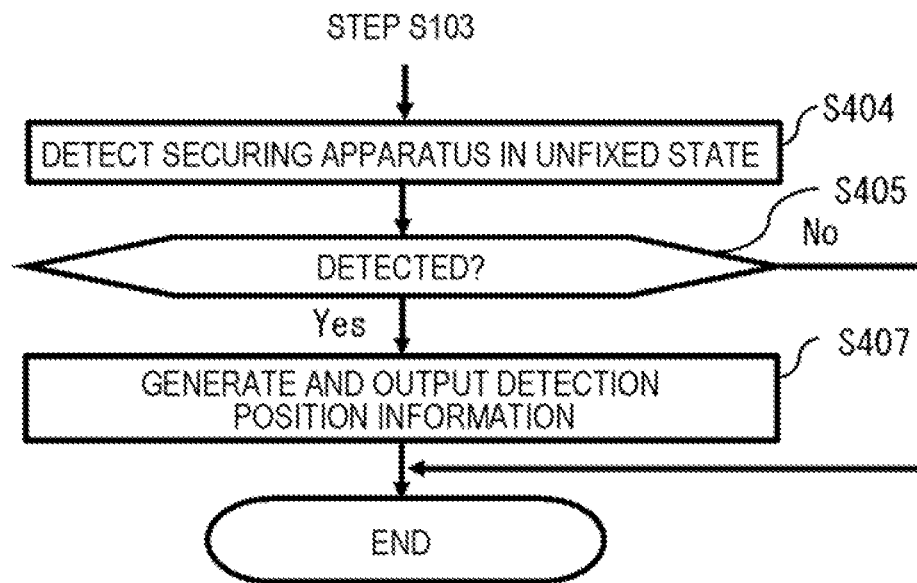 STEP S103
S404
DETECT SECURING APPARATUS IN UNFIXED STATE
S405
No
DETECTED?
Yes
S407
GENERATE AND OUTPUT DETECTION
POSITION INFORMATION
END